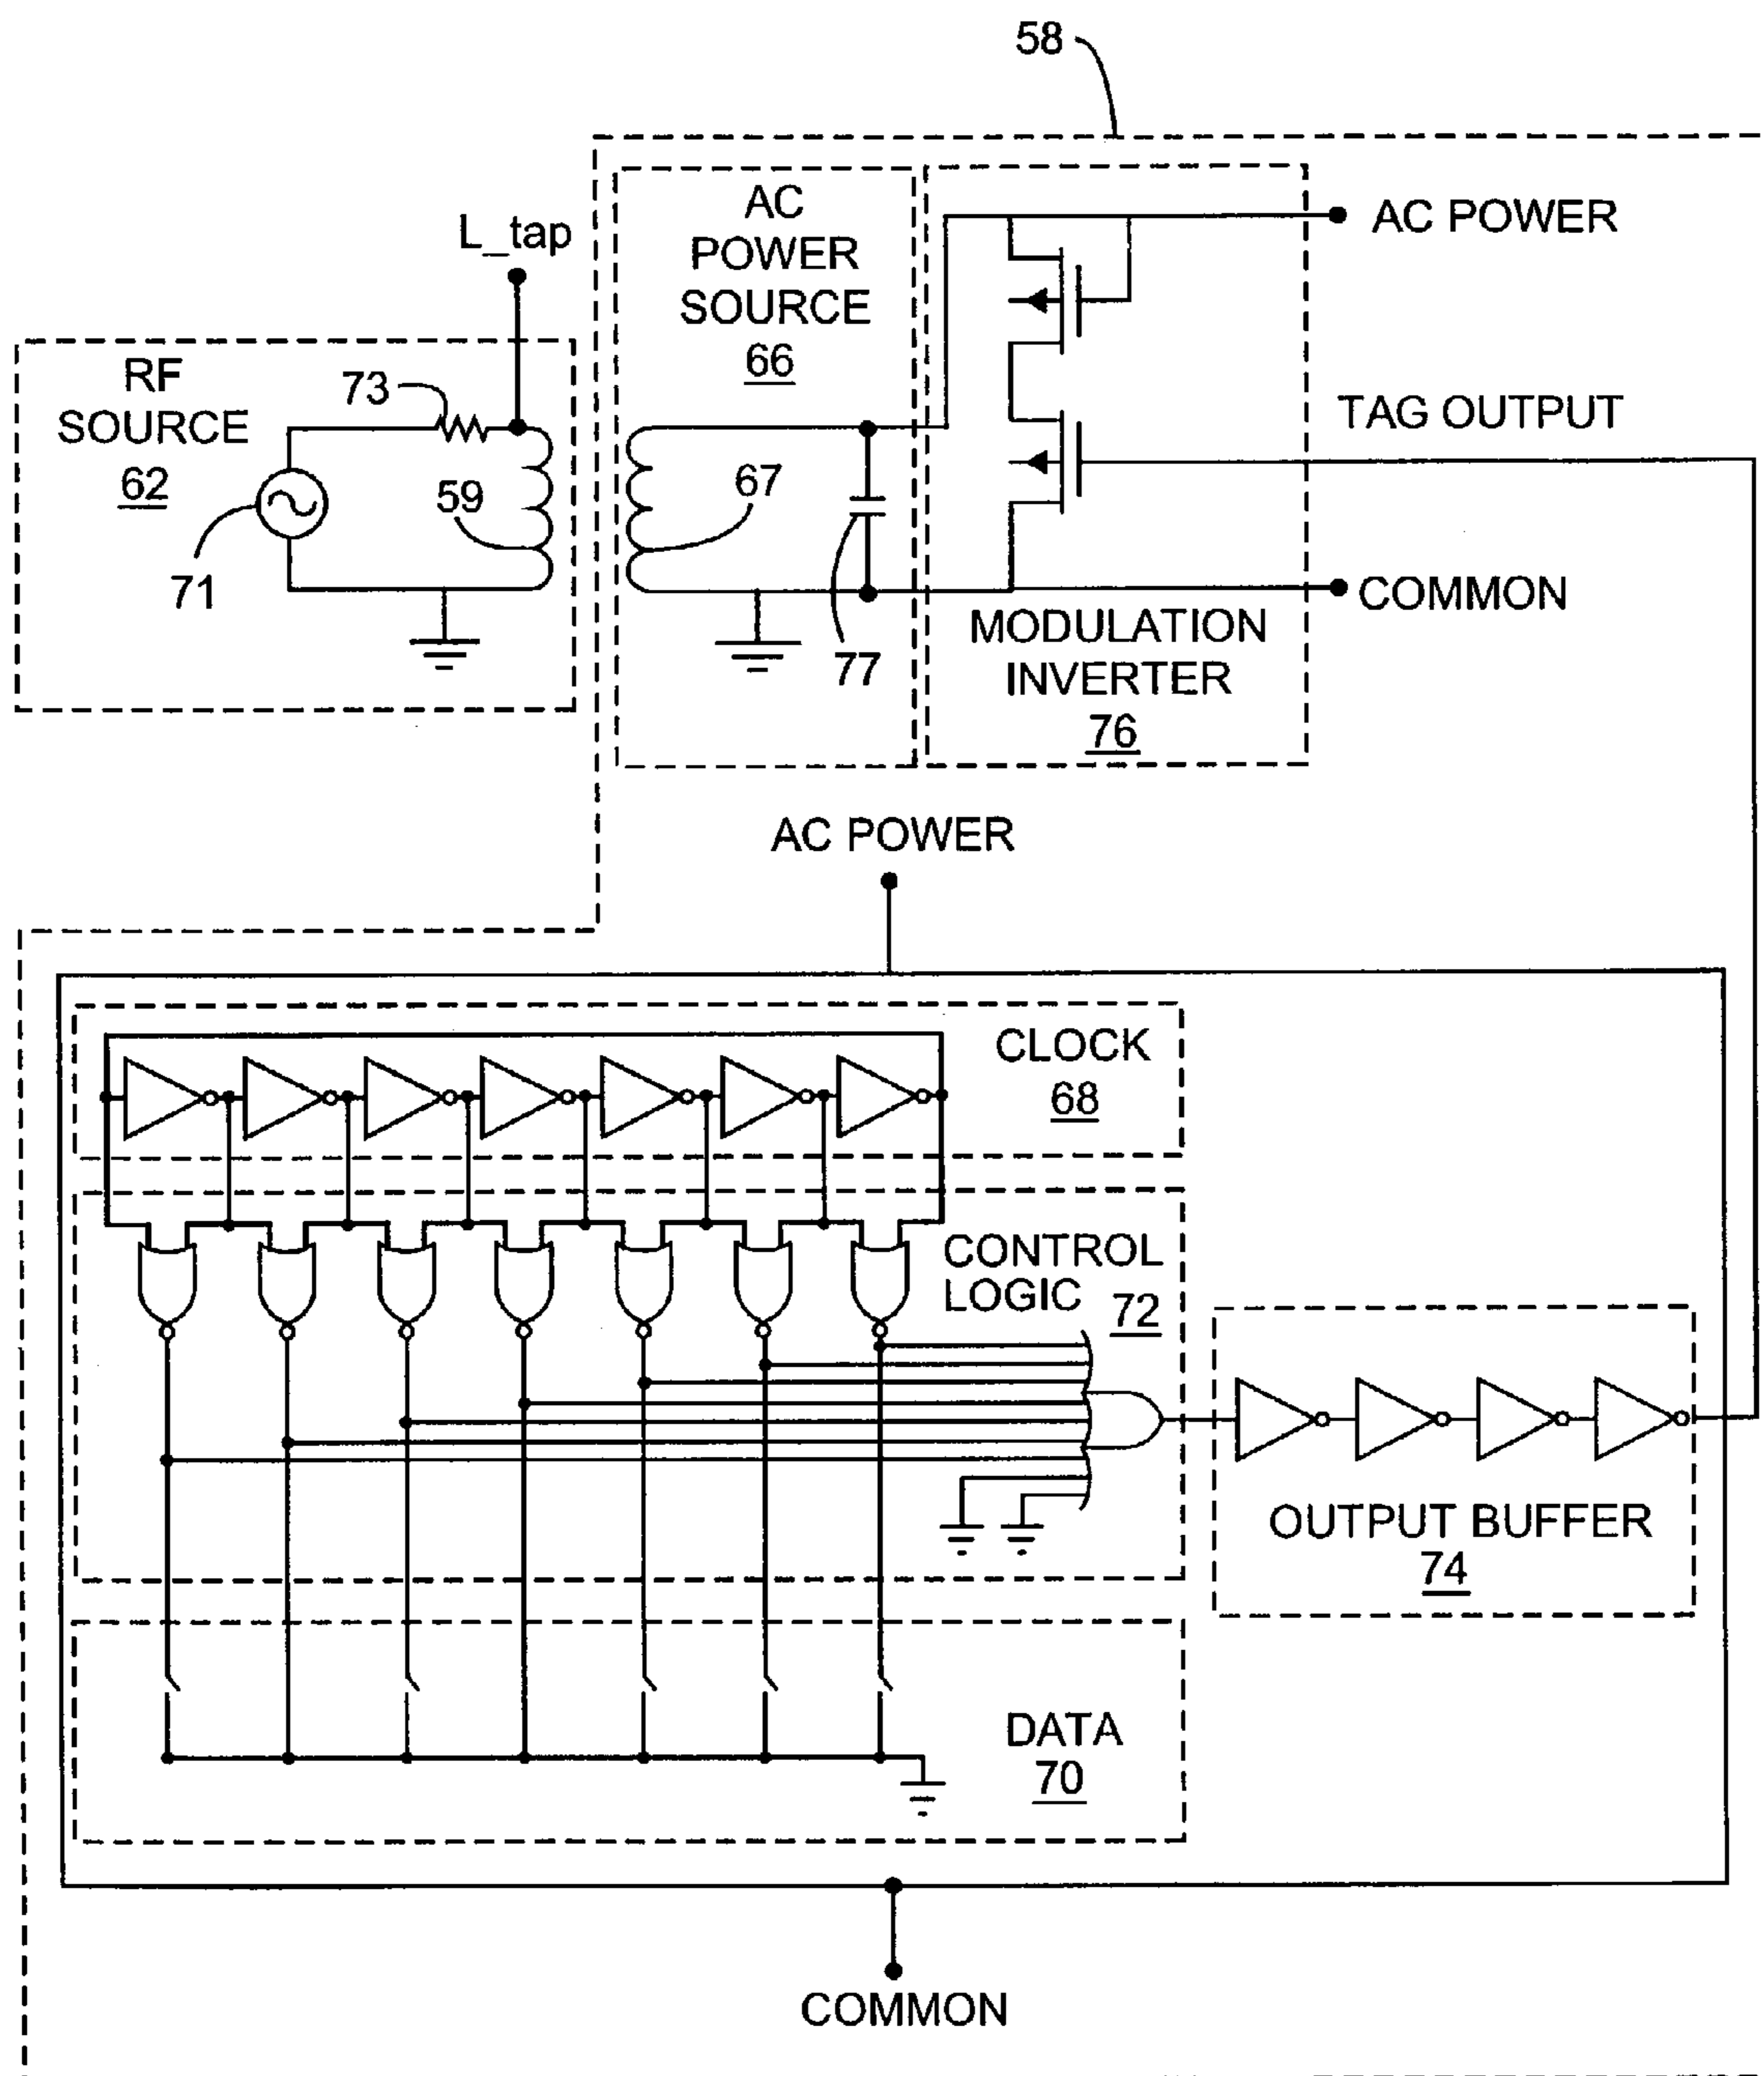 58
AC
POWER
SOURCE
66
AC POWER
L_tap
RF
SOURCE
62
73
59
71
67
77
TAG OUTPUT
COMMON
MODULATION
INVERTER
76
AC POWER
CLOCK
68
CONTROL
LOGIC
72
OUTPUT BUFFER
74
DATA
70
COMMON